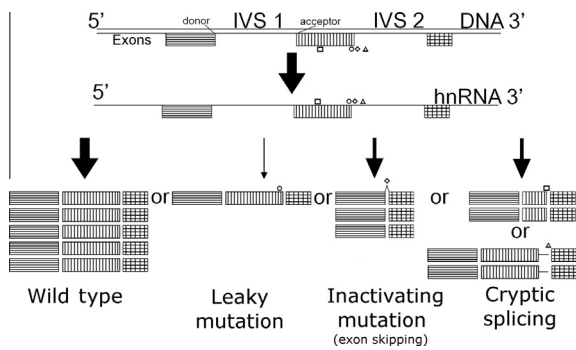 5' IVS 1 IVS 2 DNA 3'
donor acceptor
Exons
5' hnRNA 3'
or or or
or
Wild type
Leaky
mutation
Inactivating
mutation
(exon skipping)
Cryptic
splicing